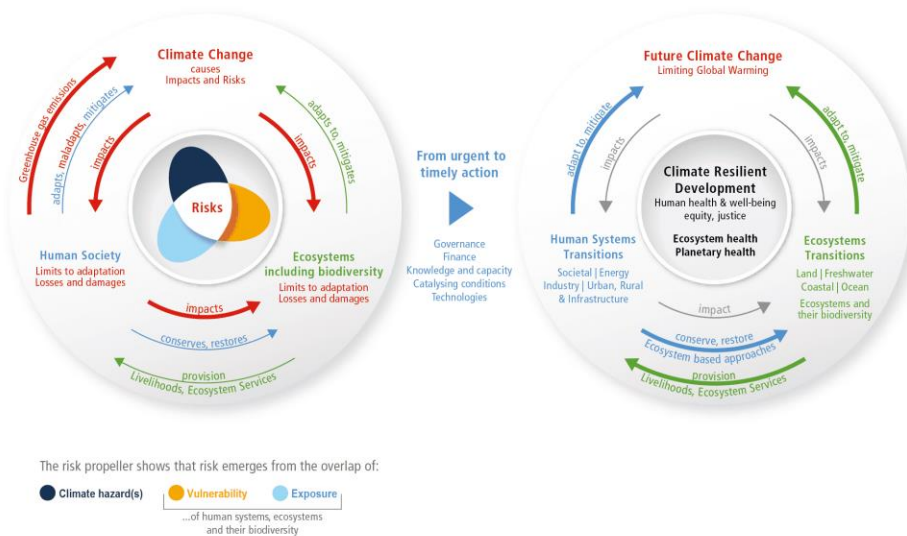 Climate Change
causes
Impacts and Risks
Greenhouse gas emissions
adapts, maladapts, mitigates
impacts
impacts
adapts to, mitigates
Risks
Human Society
Limits to adaptation
Losses and damages
Ecosystems
including biodiversity
Limits to adaptation
Losses and damages
impacts
conserves, restores
provision
Livelihoods, Ecosystem Services
From urgent to
timely action
Governance
Finance
Knowledge and capacity
Catalysing conditions
Technologies
Future Climate Change
Limiting Global Warming
adapt to, mitigate
impacts
impacts
adapt to, mitigate
Climate Resilient
Development
Human health & well-being
equity, justice
Ecosystem health
Planetary health
Human Systems
Transitions
Societal | Energy
Industry | Urban, Rural
& Infrastructure
Ecosystems
Transitions
Land | Freshwater
Coastal | Ocean
Ecosystems and
their biodiversity
impact
conserve, restore
Ecosystem based approaches
provision
Livelihoods, Ecosystem Services
The risk propeller shows that risk emerges from the overlap of:
Climate hazard(s) Vulnerability Exposure
...of human systems, ecosystems
and their biodiversity